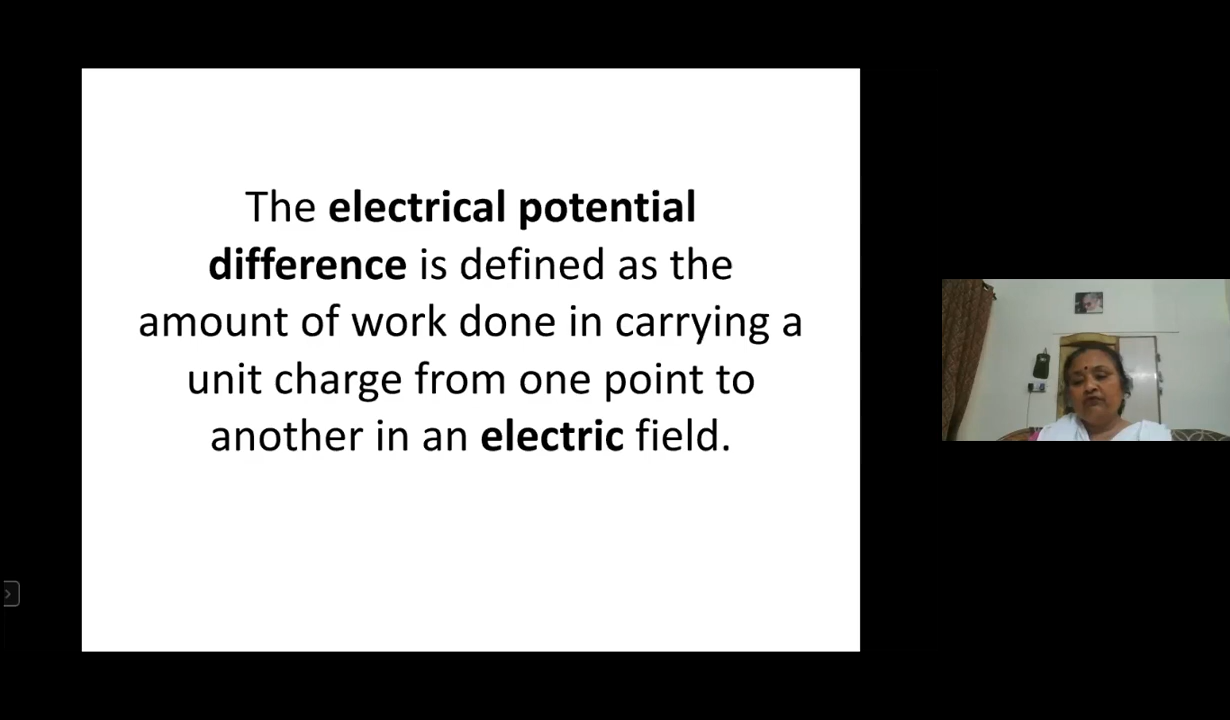 The electrical potential
difference is defined as the
amount of work done in carrying a
unit charge from one point to
another in an electric field.